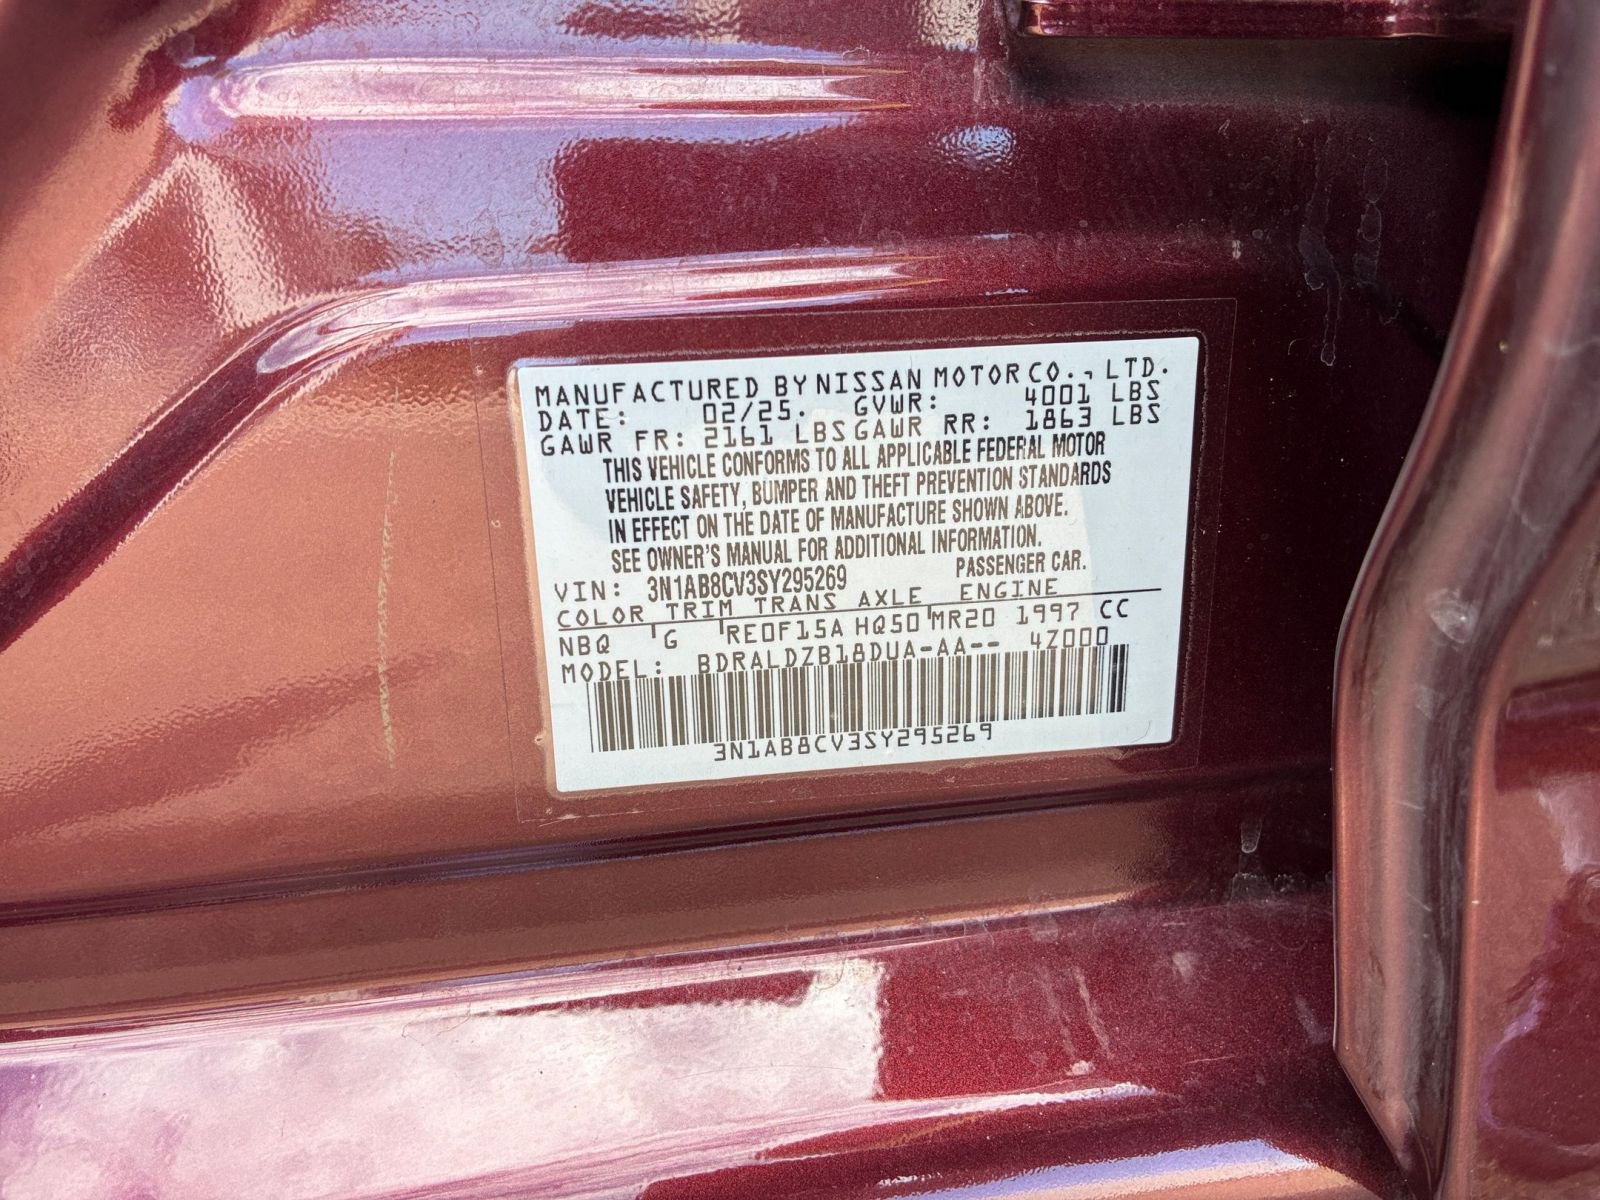 MANUFACTURED BY NISSAN MOTOR CO., LTD.
DATE: 02/25. GVWR: 4001 LBS
GAWR FR: 2161 LBS GAWR RR: 1863 LBS
THIS VEHICLE CONFORMS TO ALL APPLICABLE FEDERAL MOTOR
VEHICLE SAFETY, BUMPER AND THEFT PREVENTION STANDARDS
IN EFFECT ON THE DATE OF MANUFACTURE SHOWN ABOVE.
SEE OWNER'S MANUAL FOR ADDITIONAL INFORMATION.
VIN: 3N1AB8CV3SY295269 PASSENGER CAR.
COLOR TRIM TRANS AXLE ENGINE
NBQ G RE0F15A HQ50 MR20 1997 CC
MODEL: BDRALDZB18DUA-AA-- 4Z000
3N1AB8CV3SY295269